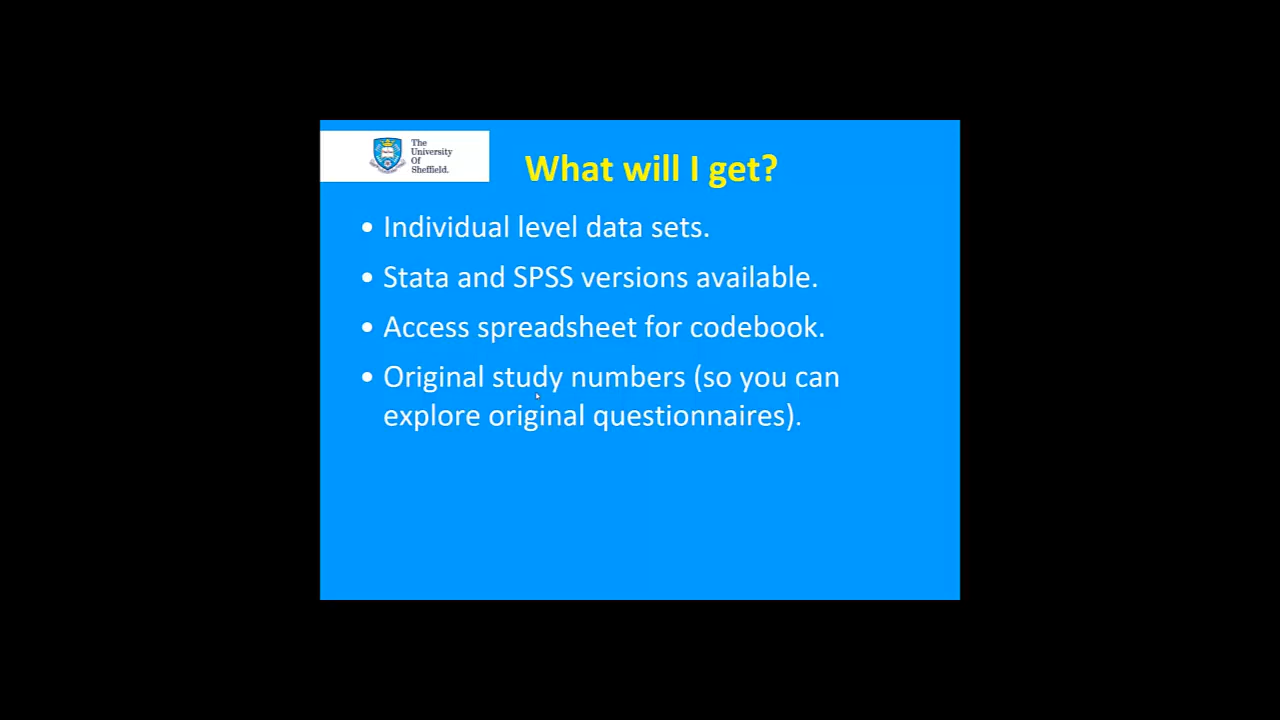 The
University
Of
Sheffield.
What will I get?
• Individual level data sets.
• Stata and SPSS versions available.
• Access spreadsheet for codebook.
• Original study numbers (so you can
explore original questionnaires).